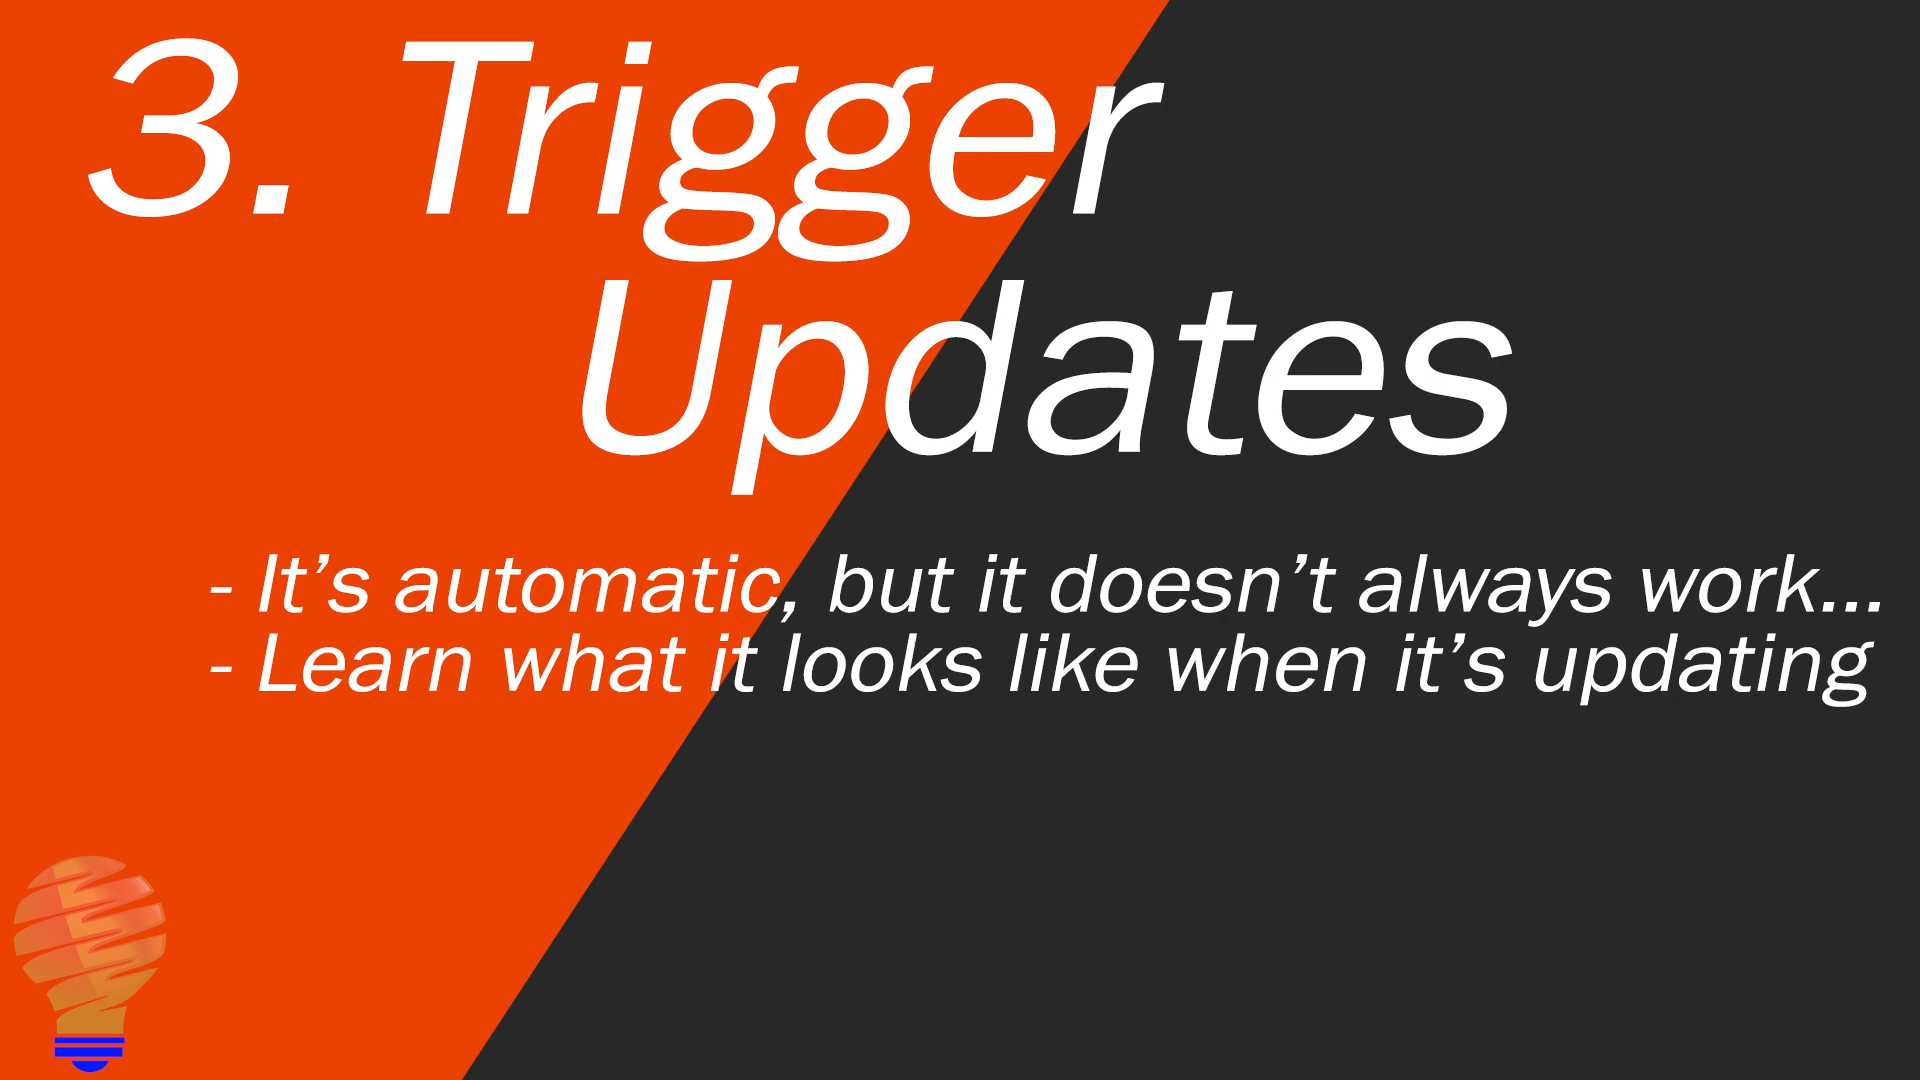 3. Trigger
Updates
- It’s automatic, but it doesn’t always work...
- Learn what it looks like when it’s updating